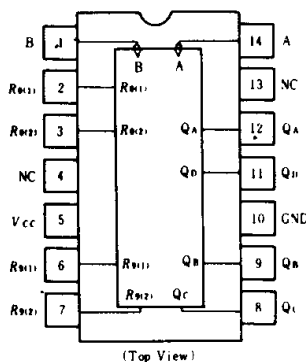 B 1 14 A
B A
R0(1) 2 R0(1) 13 NC
R0(2) 3 R0(2) QA 12 QA
NC 4 QD 11 QD
Vcc 5 10 GND
R9(1) 6 R9(1) QB 9 QB
R9(2) QC
R9(2) 7 8 QC
(Top View)